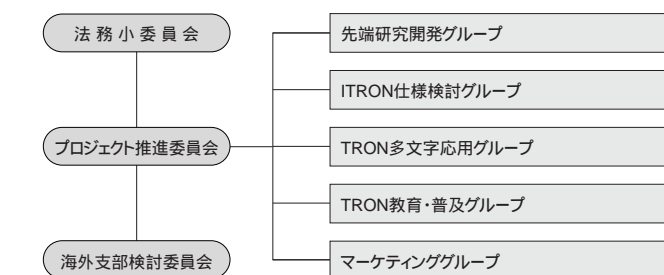 法務小委員会
プロジェクト推進委員会
海外支部検討委員会
先端研究開発グループ
ITRON仕様検討グループ
TRON多文字応用グループ
TRON教育・普及グループ
マーケティンググループ